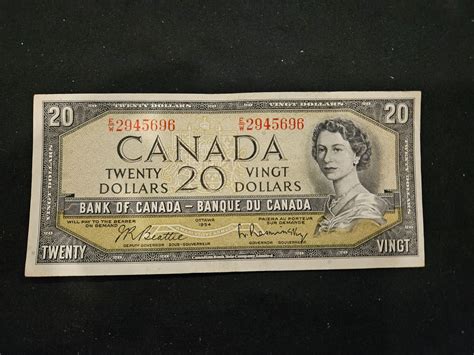 TWENTY DOLLARS VINGT DOLLARS
20 20
E/W 2945696 E/W 2945696
CANADA
TWENTY 20 VINGT
DOLLARS DOLLARS
BANK OF CANADA - BANQUE DU CANADA
WILL PAY TO THE BEARER OTTAWA PAIERA AU PORTEUR
ON DEMAND 1954 SUR DEMANDE
J.R. Beattie L. Rasminsky
DEPUTY GOVERNOR SOUS-GOUVERNEUR GOVERNOR GOUVERNEUR
TWENTY VINGT